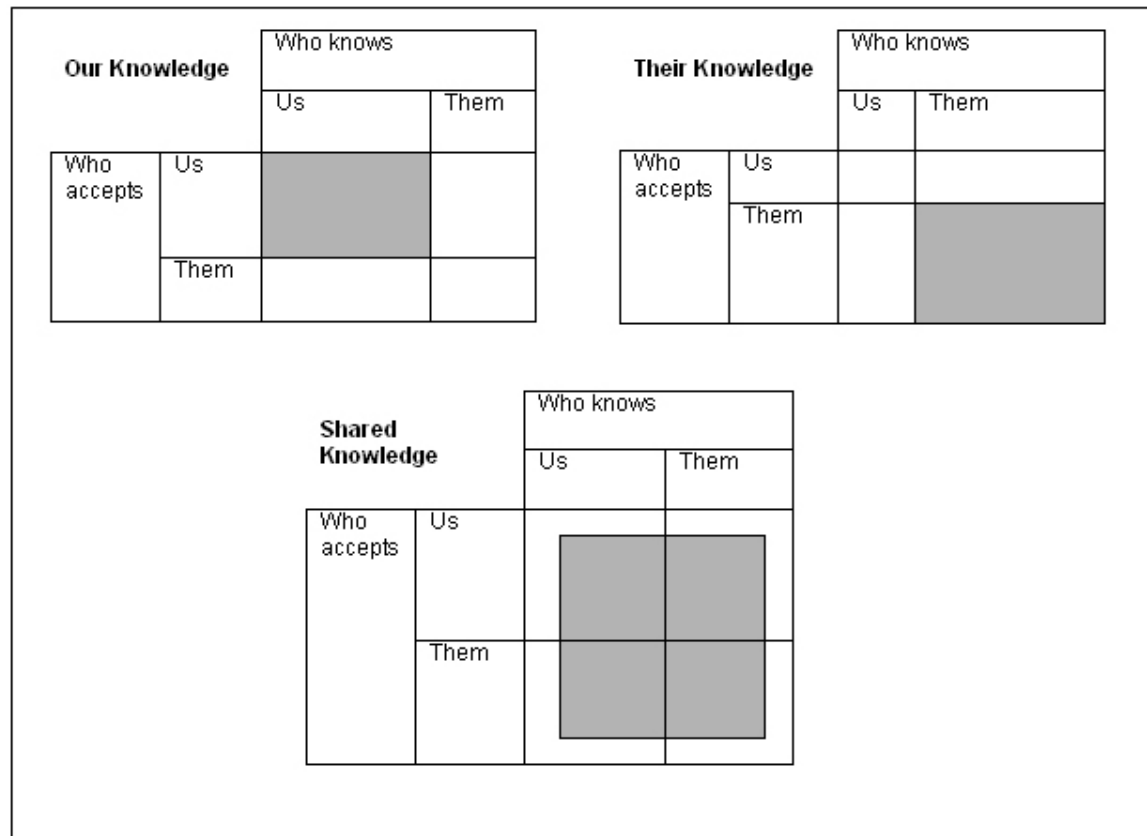 Our Knowledge
Who knows
Us
Them
Who
accepts
Us
Them
Their Knowledge
Who knows
Us
Them
Who
accepts
Us
Them
Shared
Knowledge
Who knows
Us
Them
Who
accepts
Us
Them